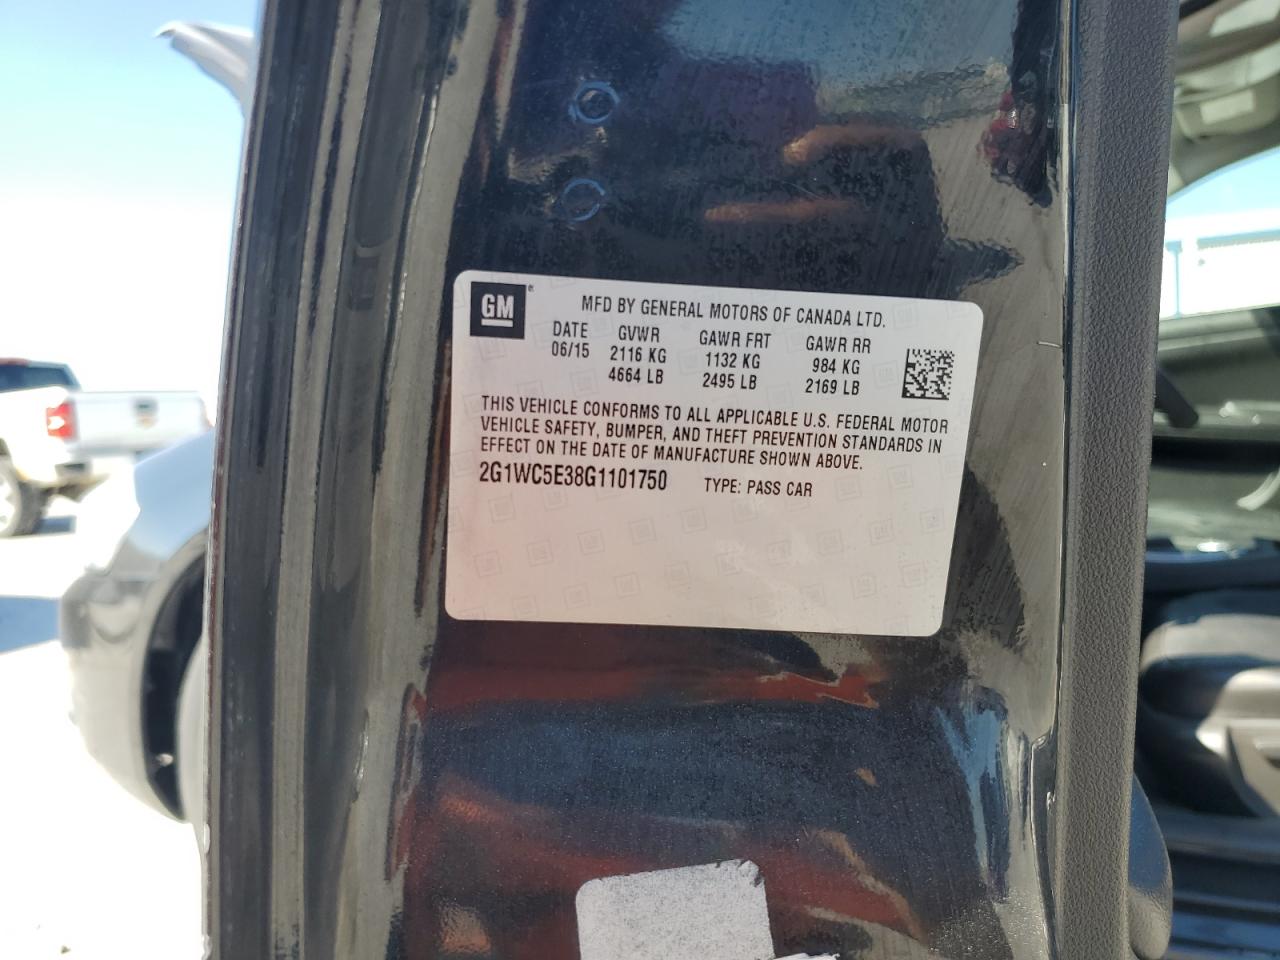 GM
MFD BY GENERAL MOTORS OF CANADA LTD.
DATE GVWR GAWR FRT GAWR RR
06/15 2116 KG 1132 KG 984 KG
4664 LB 2495 LB 2169 LB
THIS VEHICLE CONFORMS TO ALL APPLICABLE U.S. FEDERAL MOTOR
VEHICLE SAFETY, BUMPER, AND THEFT PREVENTION STANDARDS IN
EFFECT ON THE DATE OF MANUFACTURE SHOWN ABOVE.
2G1WC5E38G1101750 TYPE: PASS CAR